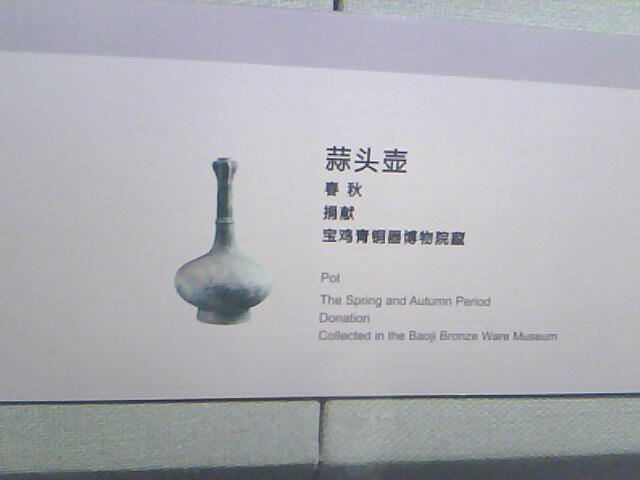 蒜头壶
春 秋
捐献
宝鸡青铜器博物院藏
Pot
The Spring and Autumn Period
Donation
Collected in the Baoji Bronze Ware Museum